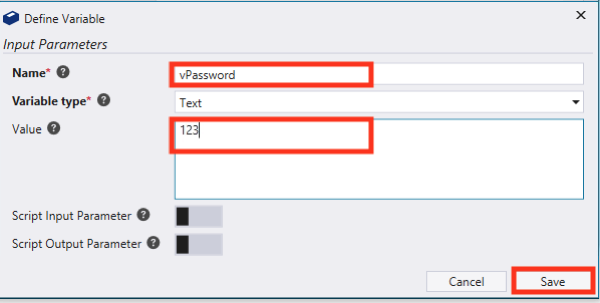 Define Variable
Input Parameters
Name* ?
vPassword
Variable type* ?
Text
Value ?
123
Script Input Parameter ?
Script Output Parameter ?
Cancel
Save